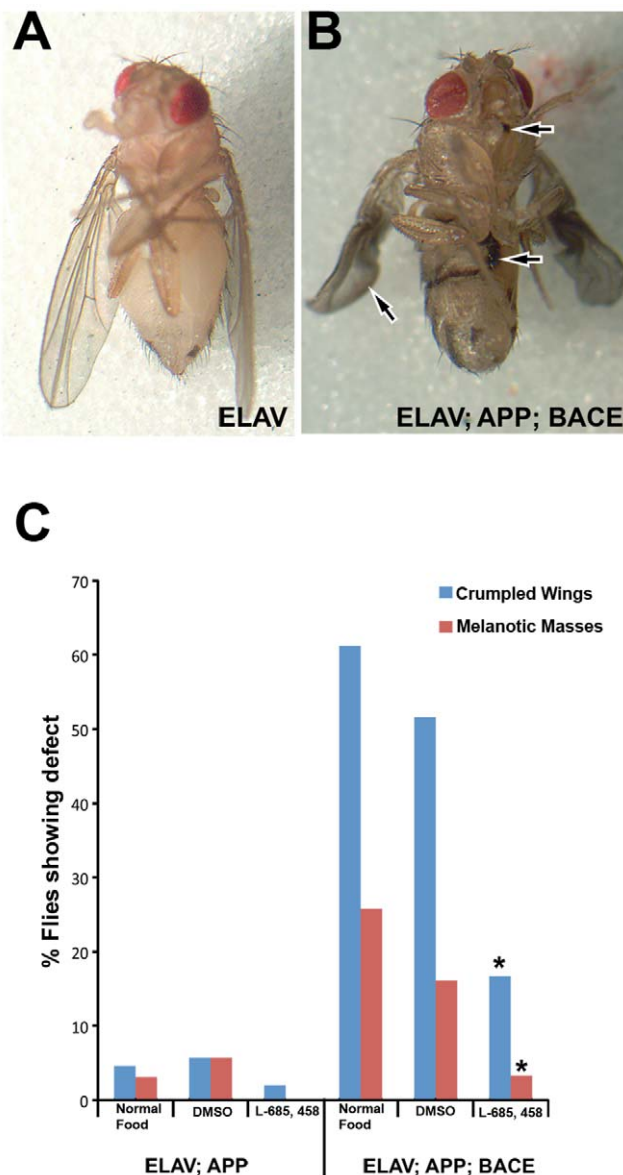 A
B
ELAV
ELAV; APP; BACE
C
70
60
50
40
30
20
10
0
% Flies showing defect
Crumpled Wings
Melanotic Masses
*
*
Normal
Food
DMSO
L-685, 458
Normal
Food
DMSO
L-685, 458
ELAV; APP
ELAV; APP; BACE